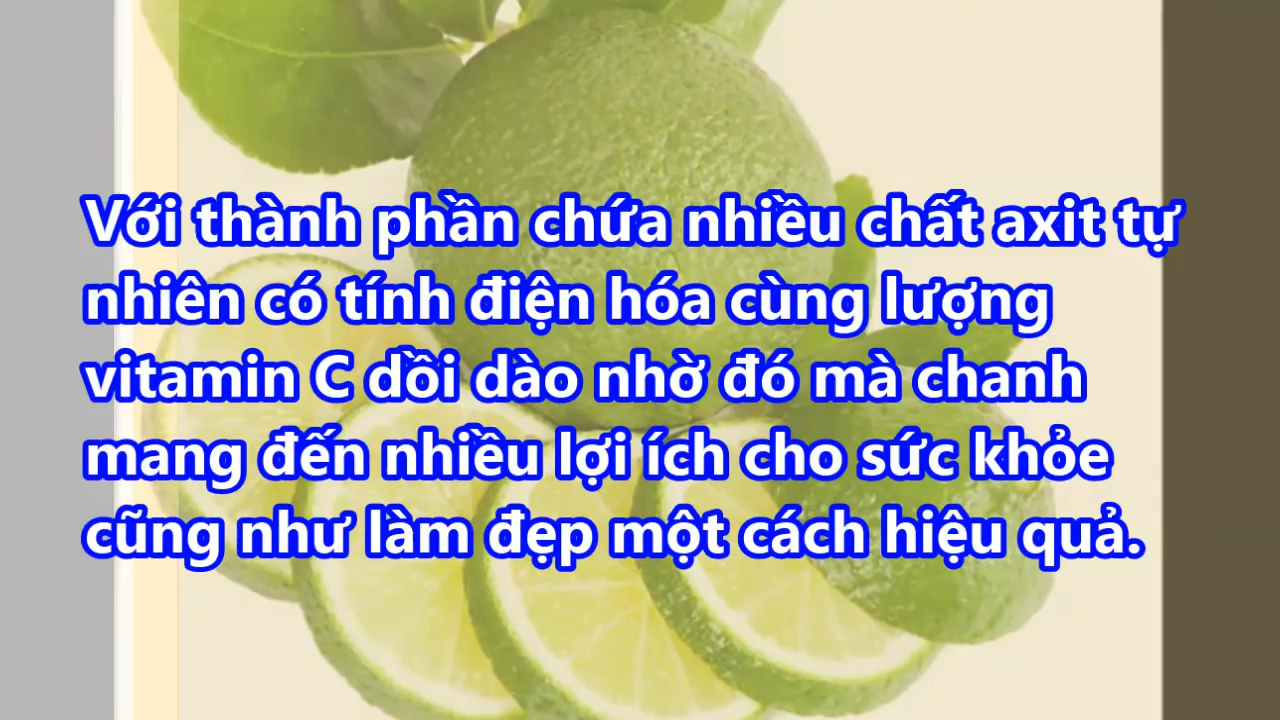 Với thành phần chứa nhiều chất axit tự
nhiên có tính điện hóa cùng lượng
vitamin C dồi dào nhờ đó mà chanh
mang đến nhiều lợi ích cho sức khỏe
cũng như làm đẹp một cách hiệu quả.